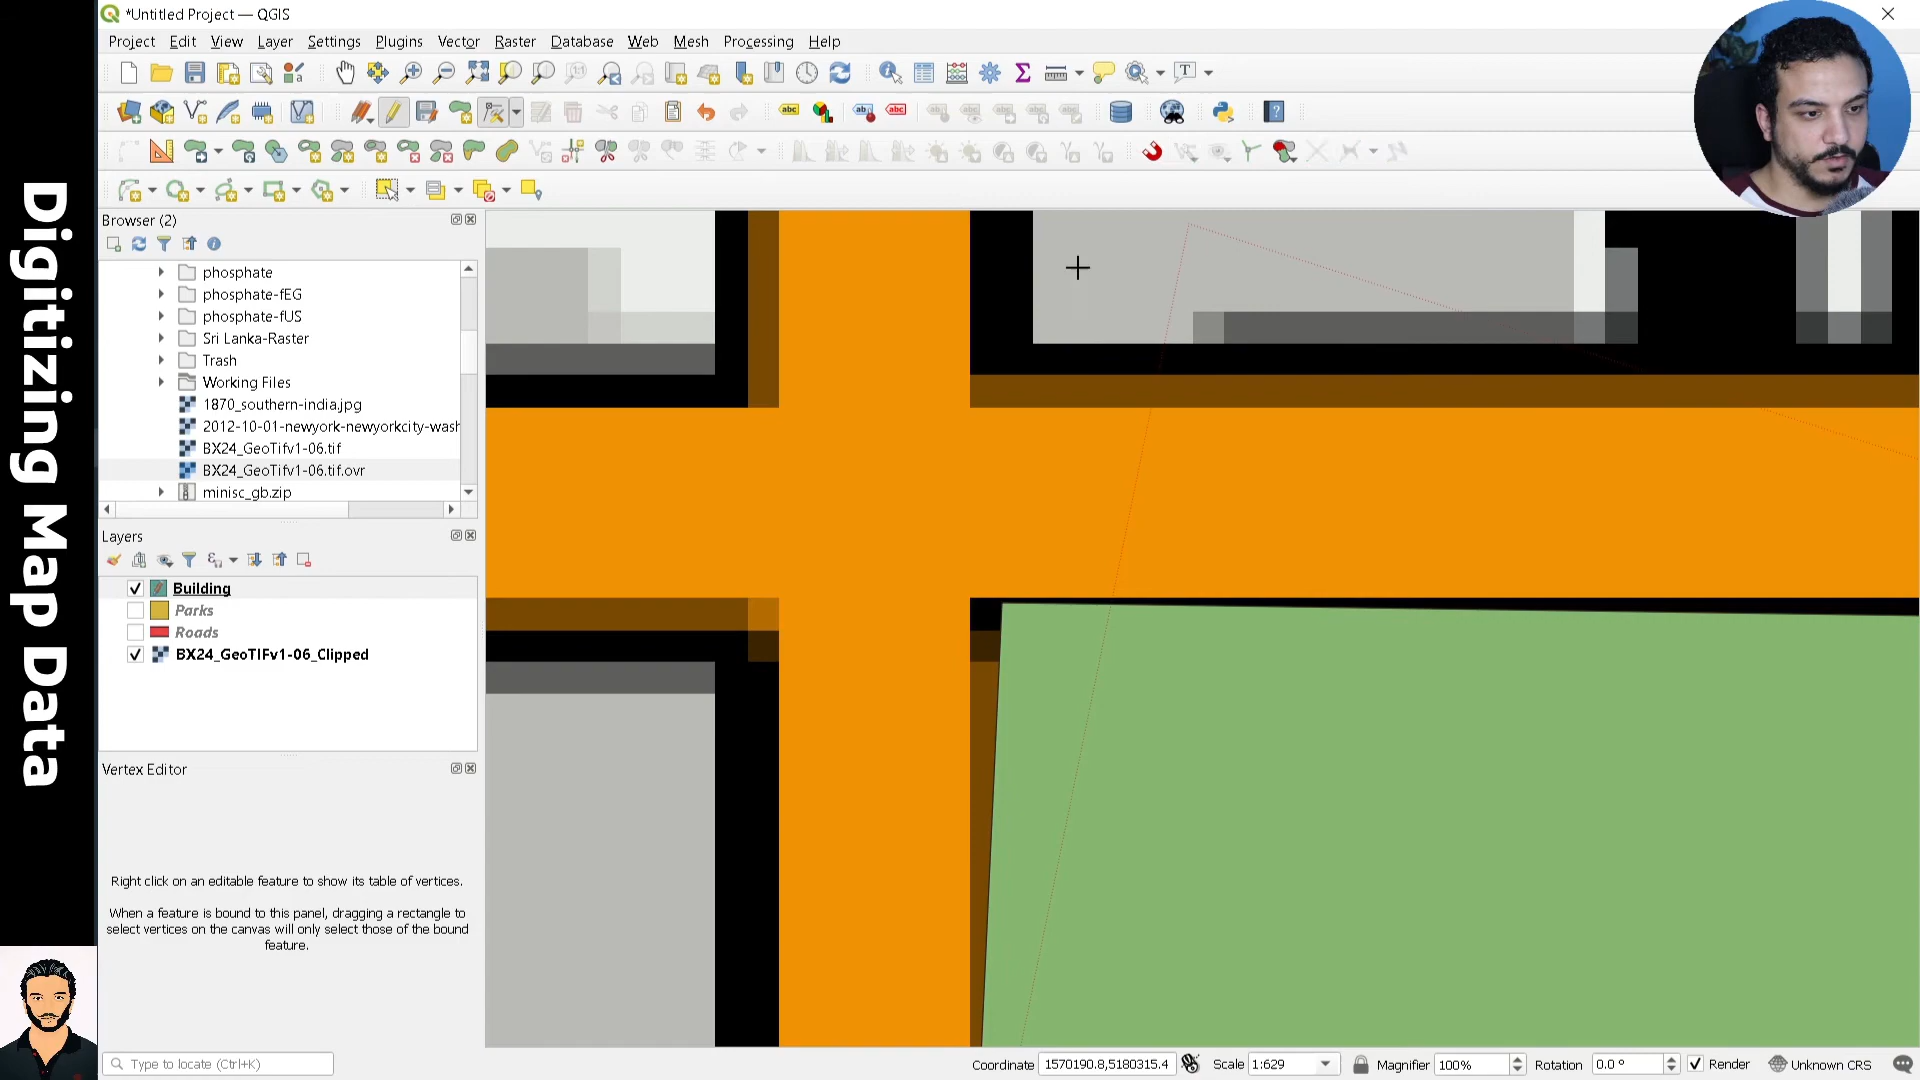 Digitizing Map Data
*Untitled Project — QGIS
Project Edit View Layer Settings Plugins Vector Raster Database Web Mesh Processing Help
Browser (2)
phosphate
phosphate-fEG
phosphate-fUS
Sri Lanka-Raster
Trash
Working Files
1870_southern-india.jpg
2012-10-01-newyork-newyorkcity-wash
BX24_GeoTifv1-06.tif
BX24_GeoTifv1-06.tif.ovr
minisc_gb.zip
Layers
Building
Parks
Roads
BX24_GeoTIFv1-06_Clipped
Vertex Editor
Right click on an editable feature to show its table of vertices.
When a feature is bound to this panel, dragging a rectangle to
select vertices on the canvas will only select those of the bound
feature.
Type to locate (Ctrl+K)
Coordinate 1570190.8,5180315.4 Scale 1:629 Magnifier 100% Rotation 0.0 ° Render Unknown CRS